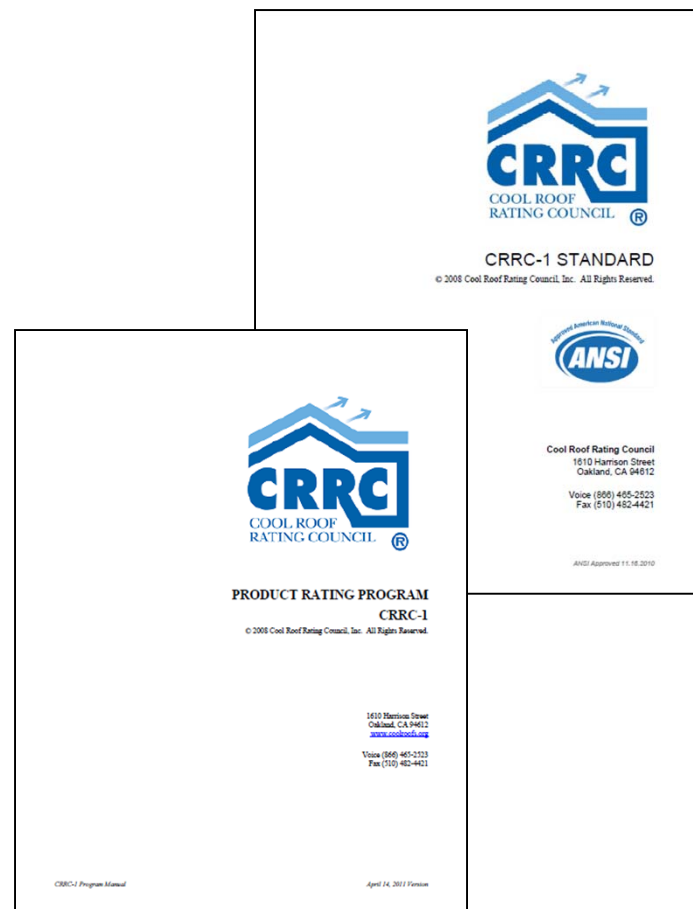 CRRC
COOL ROOF
RATING COUNCIL ®
CRRC-1 STANDARD
© 2008 Cool Roof Rating Council, Inc. All Rights Reserved.
Approved American National Standard
ANSI
Cool Roof Rating Council
1610 Harrison Street
Oakland, CA 94612
Voice (866) 465-2523
Fax (510) 482-4421
ANSI Approved 11.16.2010
CRRC
COOL ROOF
RATING COUNCIL ®
PRODUCT RATING PROGRAM
CRRC-1
© 2008 Cool Roof Rating Council, Inc. All Rights Reserved.
1610 Harrison Street
Oakland, CA 94612
www.coolroofs.org
Voice (866) 465-2523
Fax (510) 482-4421
CRRC-1 Program Manual
April 14, 2011 Version